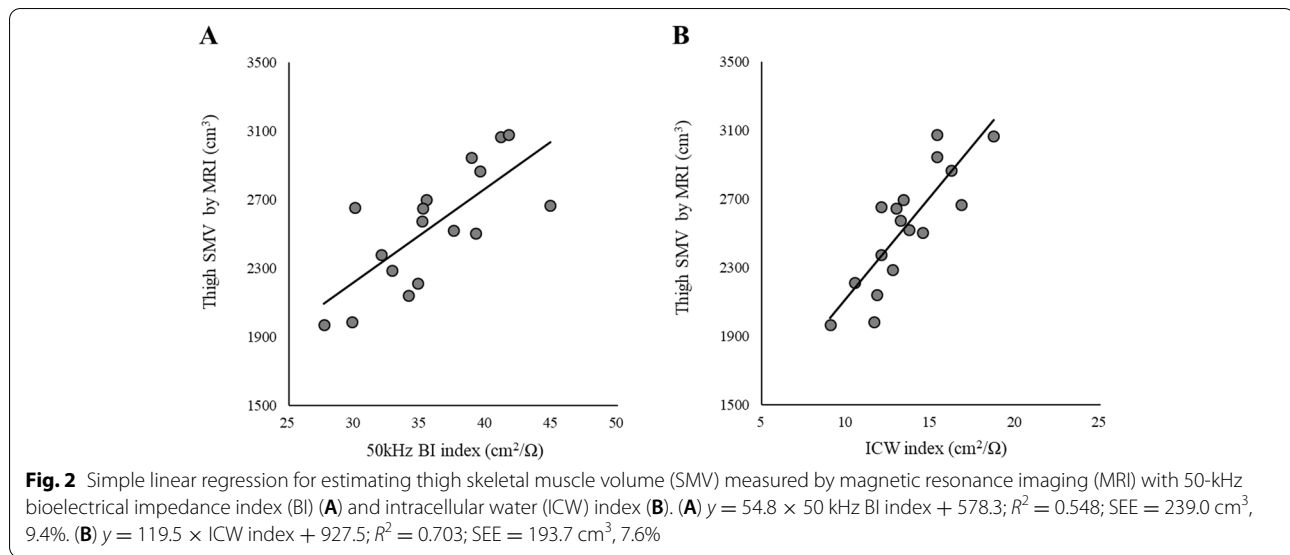 A
3500
3100
2700
2300
1900
1500
Thigh SMV by MRI (cm³)
25 30 35 40 45 50
50kHz BI index (cm²/Ω)
B
3500
3100
2700
2300
1900
1500
Thigh SMV by MRI (cm³)
5 10 15 20 25
ICW index (cm²/Ω)
Fig. 2 Simple linear regression for estimating thigh skeletal muscle volume (SMV) measured by magnetic resonance imaging (MRI) with 50-kHz
bioelectrical impedance index (BI) (A) and intracellular water (ICW) index (B). (A) y = 54.8 × 50 kHz BI index + 578.3; R² = 0.548; SEE = 239.0 cm³,
9.4%. (B) y = 119.5 × ICW index + 927.5; R² = 0.703; SEE = 193.7 cm³, 7.6%